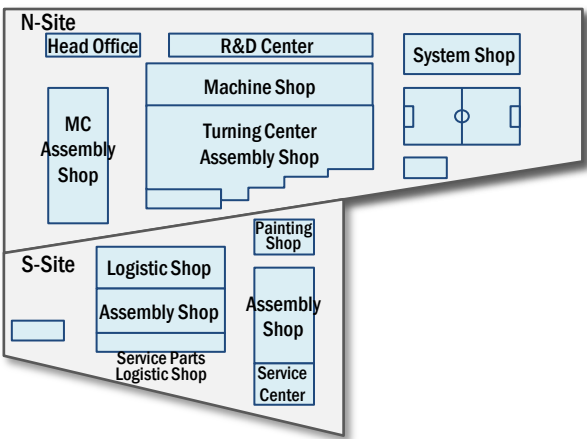 N-Site
Head Office
R&D Center
System Shop
Machine Shop
MC
Assembly
Shop
Turning Center
Assembly Shop
S-Site
Painting
Shop
Logistic Shop
Assembly Shop
Assembly
Shop
Service Parts
Logistic Shop
Service
Center